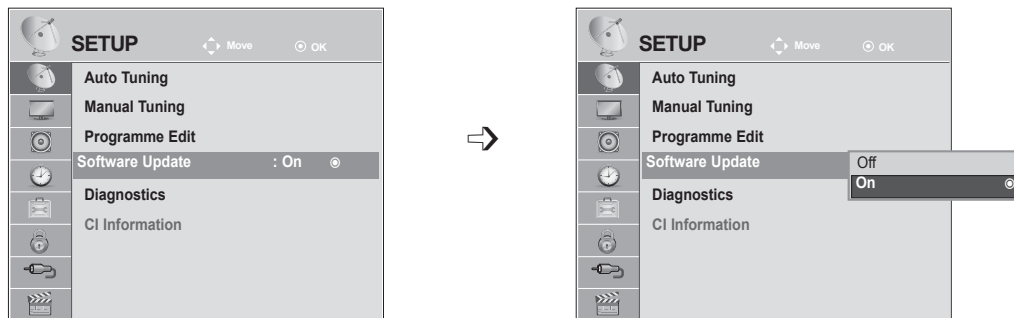 SETUP Move OK
Auto Tuning
Manual Tuning
Programme Edit
Software Update : On
Diagnostics
CI Information
SETUP Move OK
Auto Tuning
Manual Tuning
Programme Edit
Software Update
Off
On
Diagnostics
CI Information